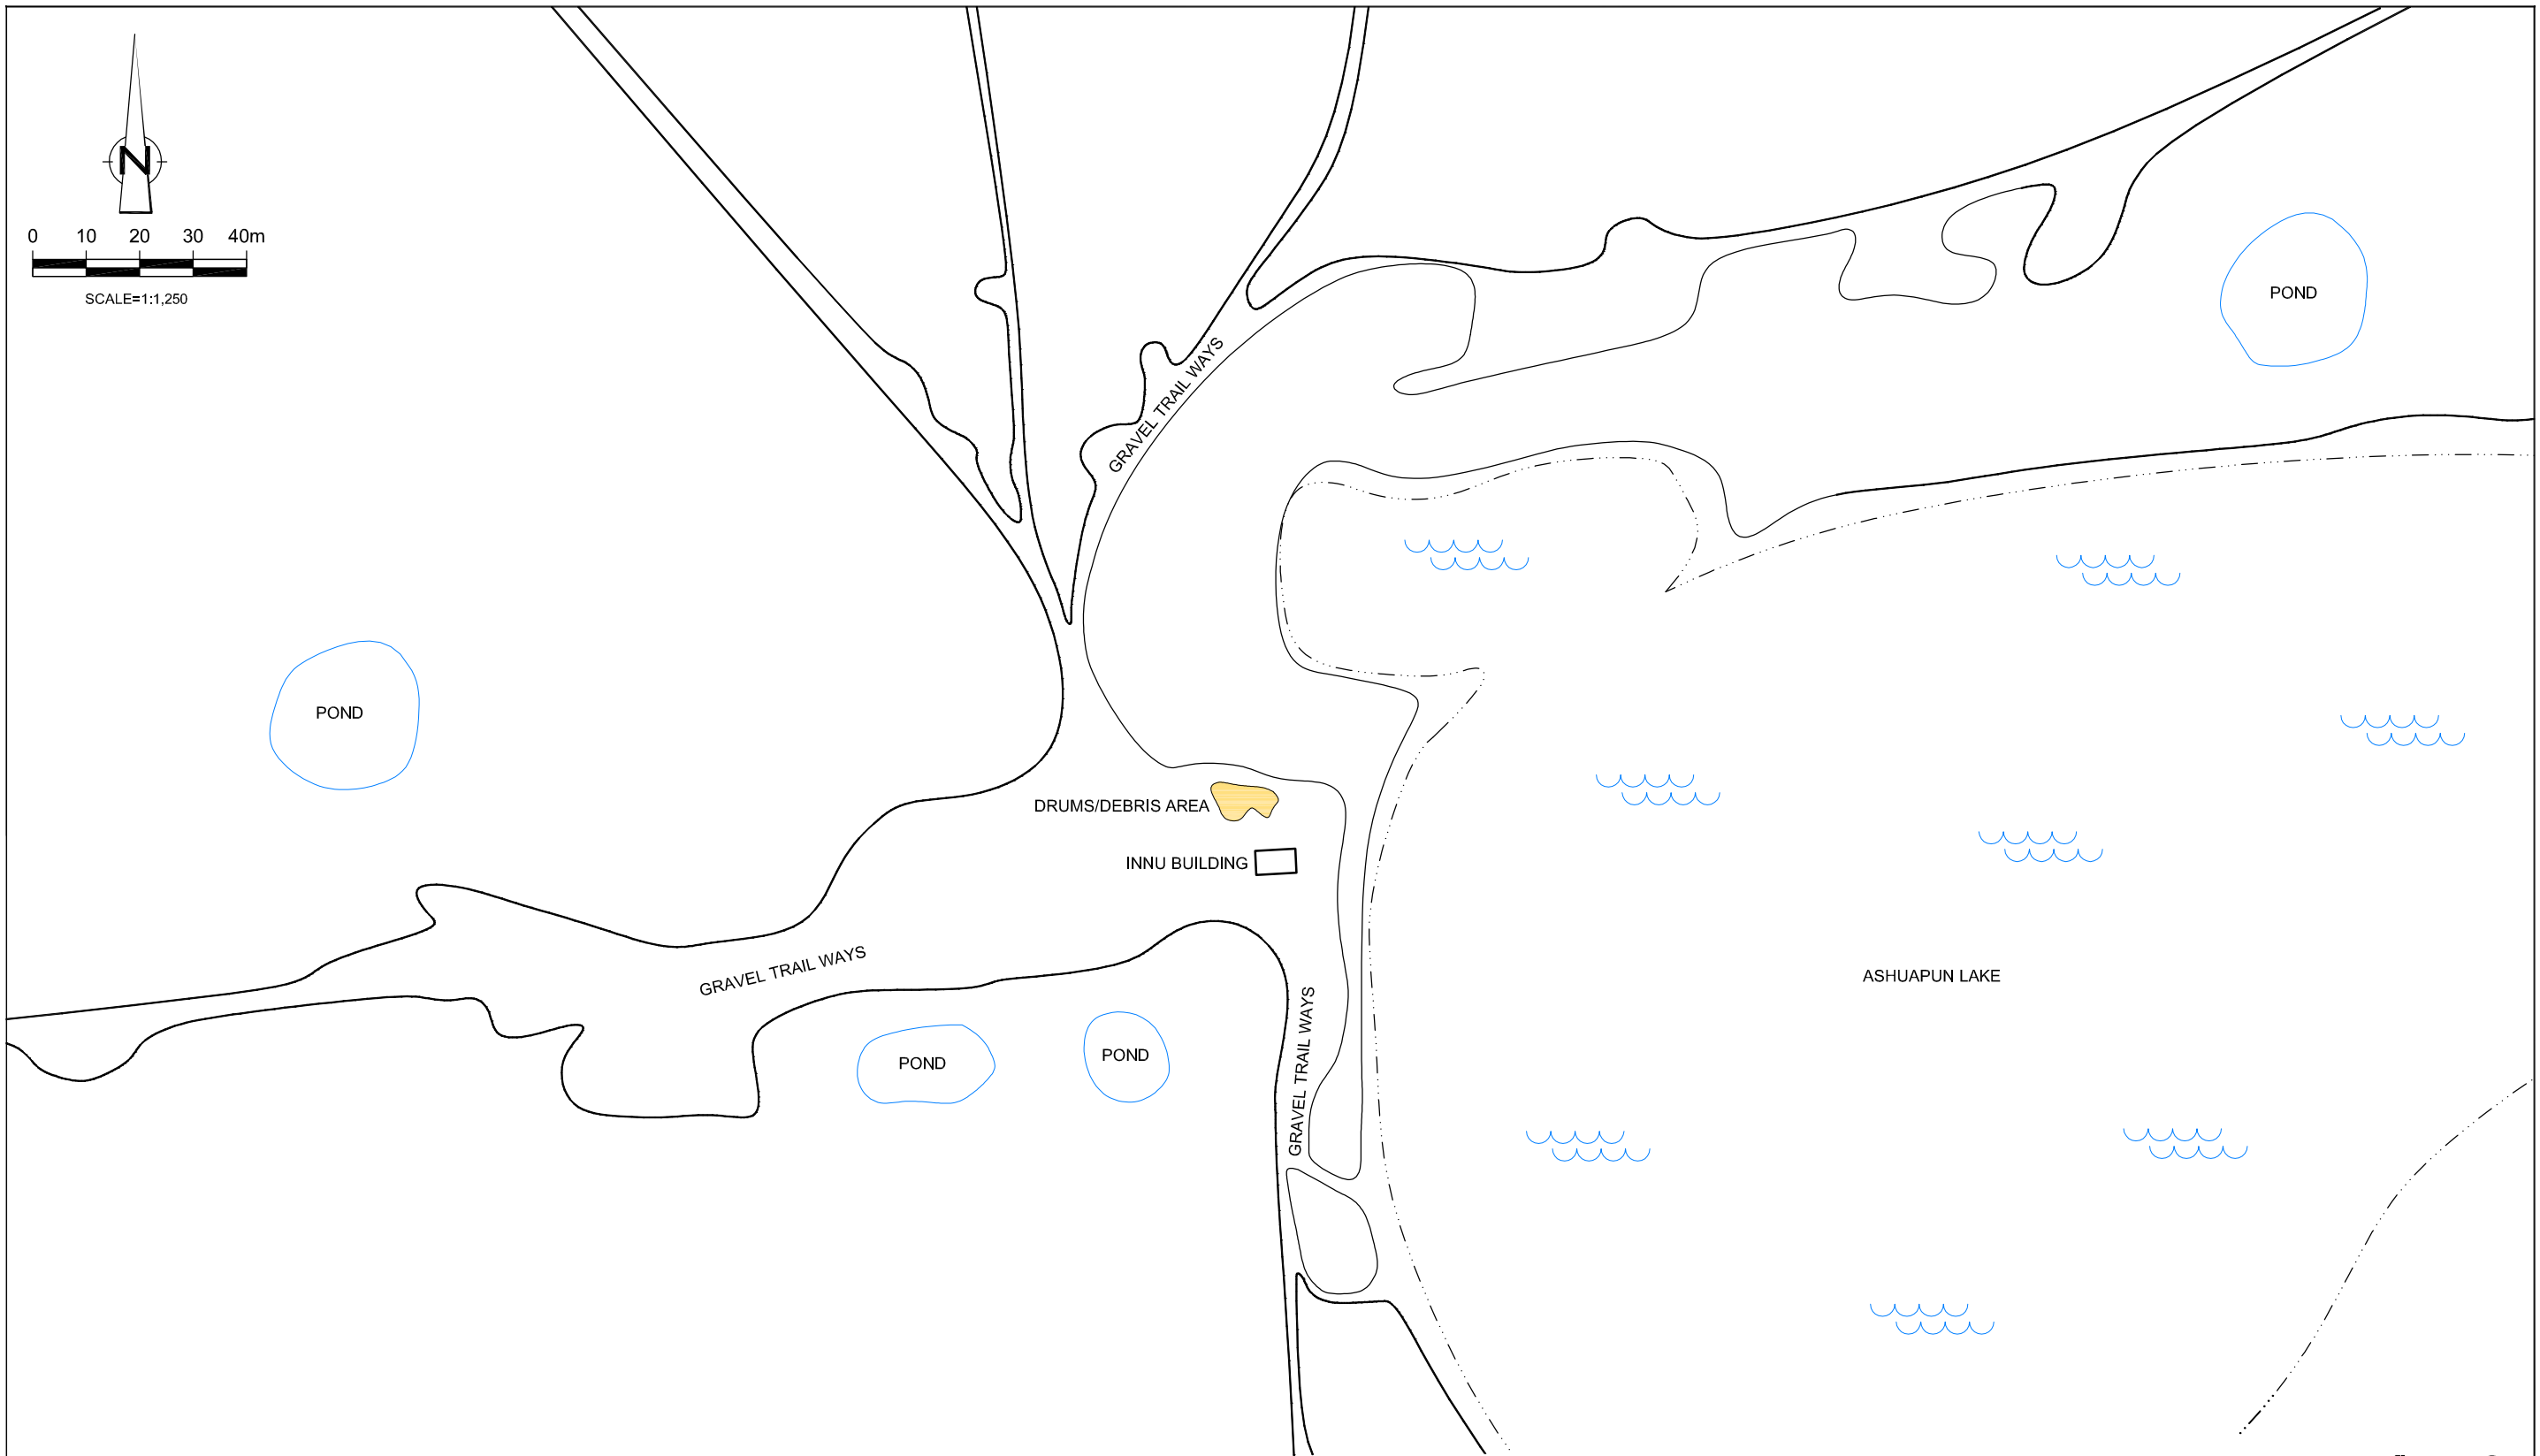 N
0 10 20 30 40m
SCALE=1:1,250
POND
GRAVEL TRAIL WAYS
POND
DRUMS/DEBRIS AREA
INNU BUILDING
GRAVEL TRAIL WAYS
ASHUAPUN LAKE
GRAVEL TRAIL WAYS
POND
POND